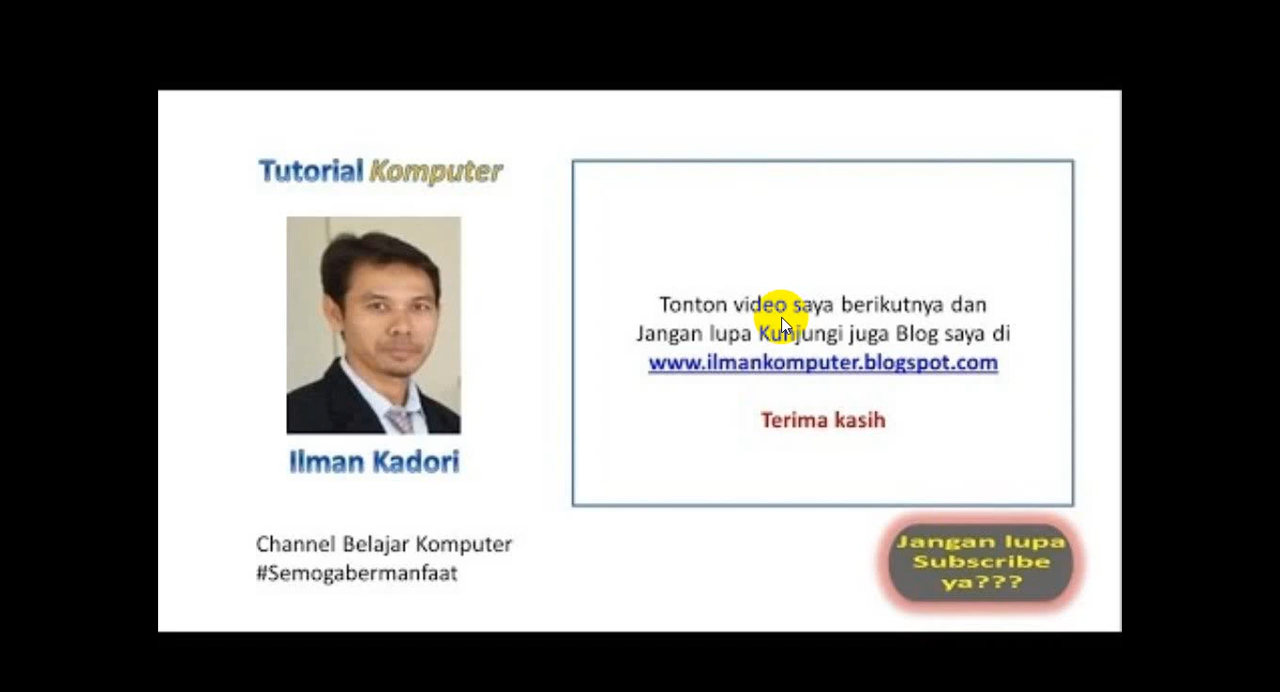 Tutorial Komputer
Ilman Kadori
Channel Belajar Komputer
#Semogabermanfaat
Tonton video saya berikutnya dan
Jangan lupa Kunjungi juga Blog saya di
www.ilmankomputer.blogspot.com
Terima kasih
Jangan lupa
Subscribe
ya???